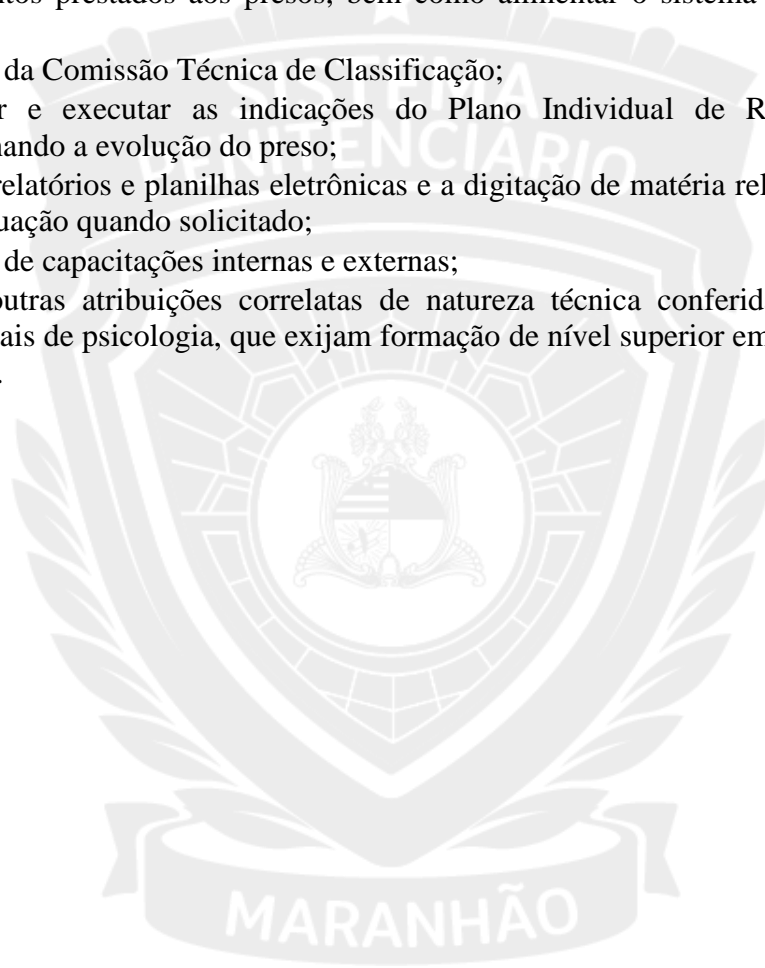 tos prestados aos presos, bem como alimentar o sistema
da Comissão Técnica de Classificação;
r e executar as indicações do Plano Individual de R
nando a evolução do preso;
relatórios e planilhas eletrônicas e a digitação de matéria rel
uação quando solicitado;
de capacitações internas e externas;
outras atribuições correlatas de natureza técnica conferid
ais de psicologia, que exijam formação de nível superior em
.
SISTEMA
PENITENCIÁRIO
MARANHÃO